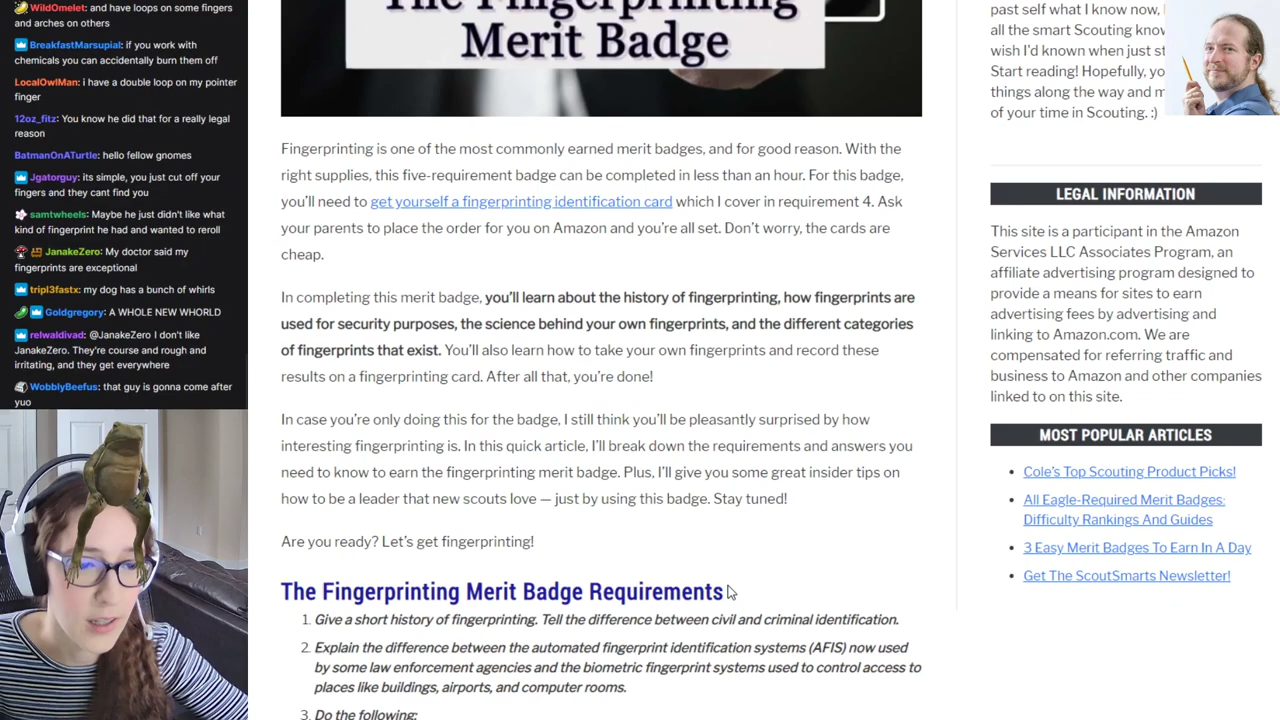 WildOmelet: and have loops on some fingers
and arches on others
BreakfastMarsupial: if you work with
chemicals you can accidentally burn them off
LocalOwlMan: i have a double loop on my pointer
finger
12oz_fitz: You know he did that for a really legal
reason
BatmanOnATurtle: hello fellow gnomes
Jgatorguy: its simple, you just cut off your
fingers and they cant find you
samtwheels: Maybe he just didn't like what
kind of fingerprint he had and wanted to reroll
JanakeZero: My doctor said my
fingerprints are exceptional
tripl3fastx: my dog has a bunch of whirls
Goldgregory: A WHOLE NEW WHORLD
relwaldivad: @JanakeZero I don't like
JanakeZero. They're course and rough and
irritating, and they get everywhere
WobblyBeefus: that guy is gonna come after
yuo
The Fingerprinting
Merit Badge
Fingerprinting is one of the most commonly earned merit badges, and for good reason. With the
right supplies, this five-requirement badge can be completed in less than an hour. For this badge,
you'll need to get yourself a fingerprinting identification card which I cover in requirement 4. Ask
your parents to place the order for you on Amazon and you're all set. Don't worry, the cards are
cheap.
In completing this merit badge, you'll learn about the history of fingerprinting, how fingerprints are
used for security purposes, the science behind your own fingerprints, and the different categories
of fingerprints that exist. You'll also learn how to take your own fingerprints and record these
results on a fingerprinting card. After all that, you're done!
In case you're only doing this for the badge, I still think you'll be pleasantly surprised by how
interesting fingerprinting is. In this quick article, I'll break down the requirements and answers you
need to know to earn the fingerprinting merit badge. Plus, I'll give you some great insider tips on
how to be a leader that new scouts love — just by using this badge. Stay tuned!
Are you ready? Let's get fingerprinting!
The Fingerprinting Merit Badge Requirements
1. Give a short history of fingerprinting. Tell the difference between civil and criminal identification.
2. Explain the difference between the automated fingerprint identification systems (AFIS) now used
by some law enforcement agencies and the biometric fingerprint systems used to control access to
places like buildings, airports, and computer rooms.
3. Do the following:
past self what I know now,
all the smart Scouting
wish I'd known when just
Start reading! Hopefully,
things along the way and
of your time in Scouting. :)
LEGAL INFORMATION
This site is a participant in the Amazon
Services LLC Associates Program, an
affiliate advertising program designed to
provide a means for sites to earn
advertising fees by advertising and
linking to Amazon.com. We are
compensated for referring traffic and
business to Amazon and other companies
linked to on this site.
MOST POPULAR ARTICLES
• Cole's Top Scouting Product Picks!
• All Eagle-Required Merit Badges:
Difficulty Rankings And Guides
• 3 Easy Merit Badges To Earn In A Day
• Get The ScoutSmarts Newsletter!